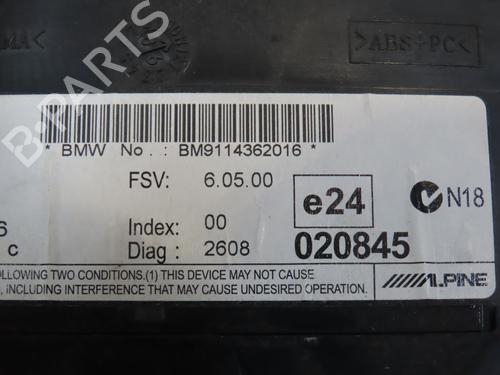 MA<
>ABS+PC<
B-PARTS
* BMW No . : BM9114362016 *
FSV: 6.05.00
e24
N18
6
Index: 00
c
Diag : 2608
020845
OLLOWING TWO CONDITIONS.(1) THIS DEVICE MAY NOT CAUSE
, INCLUDING INTERFERENCE THAT MAY CAUSE UNDESIRED OPERATION.
ALPINE